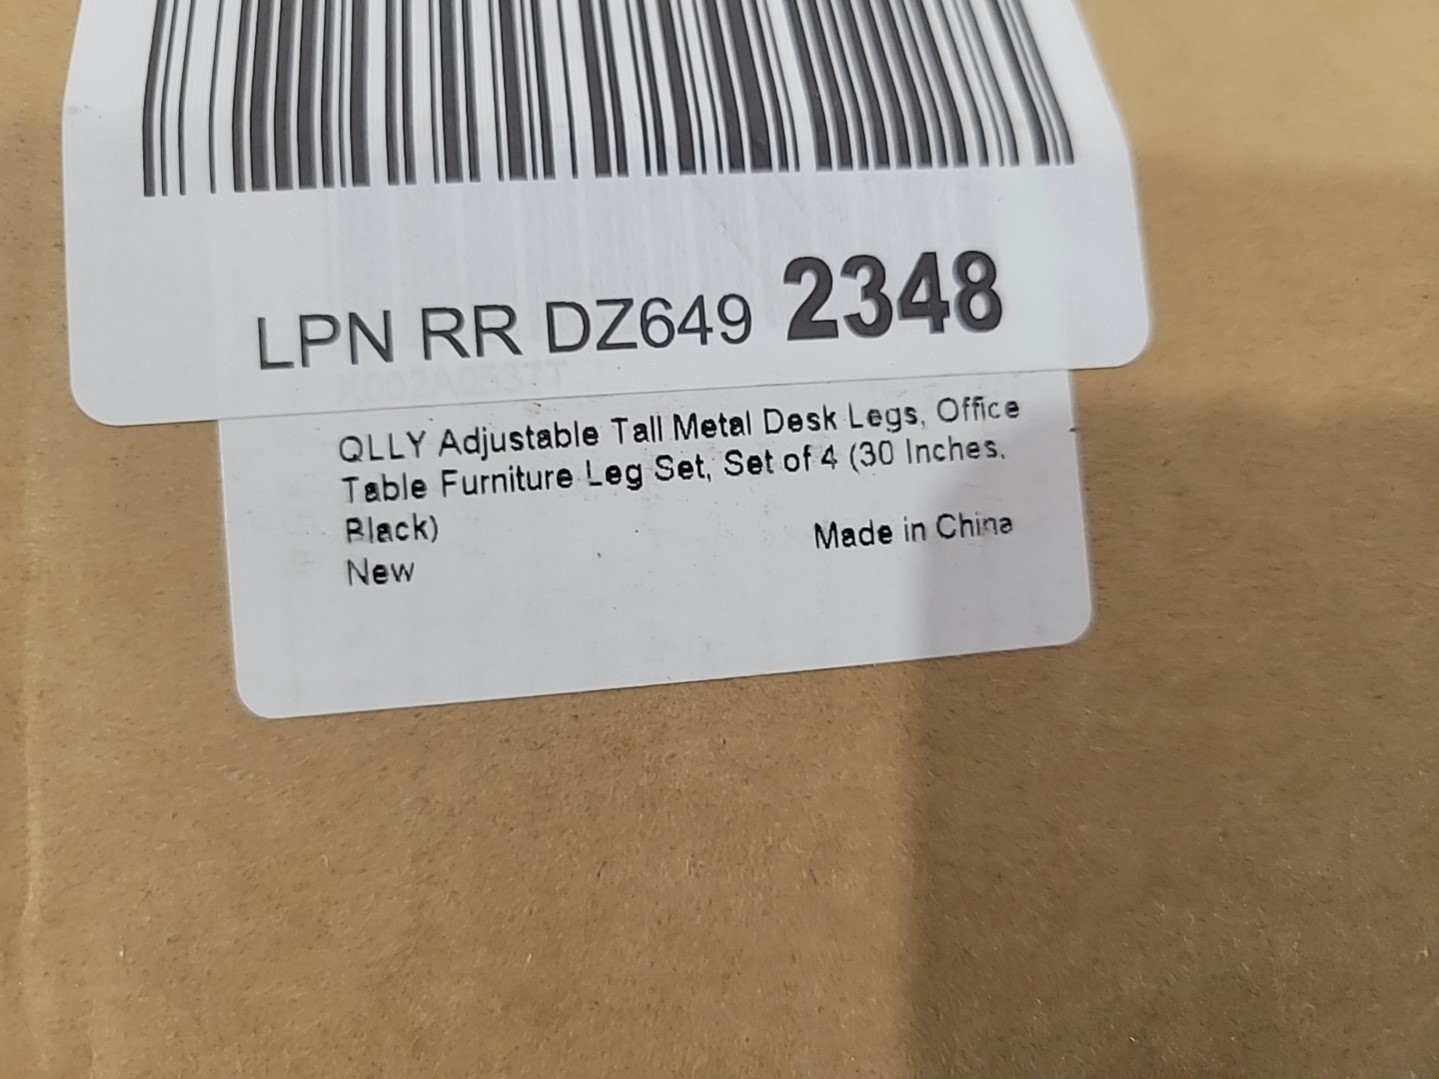 LPN RR DZ649 2348
X002A0537T
QLLY Adjustable Tall Metal Desk Legs, Office
Table Furniture Leg Set, Set of 4 (30 Inches,
Black)
Made in China
New